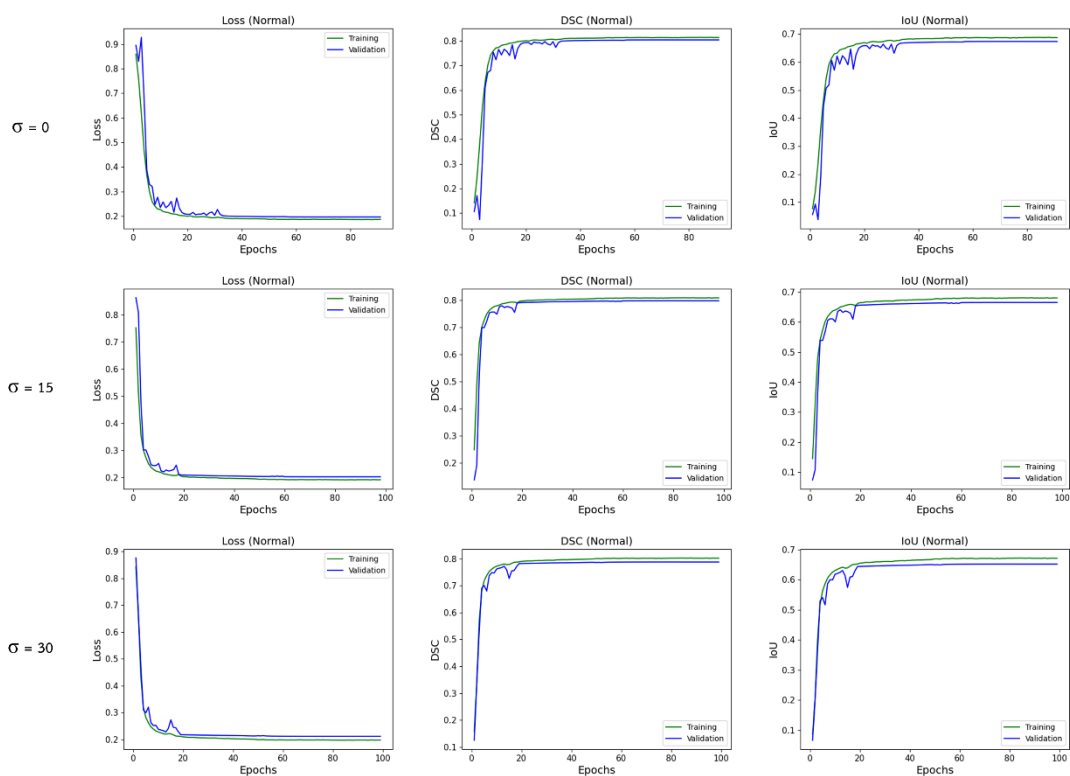 Loss (Normal)
DSC (Normal)
IoU (Normal)
σ = 0
Loss
0.9
0.8
0.7
0.6
0.5
0.4
0.3
0.2
Training
Validation
0 20 40 60 80
Epochs
DSC
0.8
0.7
0.6
0.5
0.4
0.3
0.2
0.1
Training
Validation
0 20 40 60 80
Epochs
IoU
0.7
0.6
0.5
0.4
0.3
0.2
0.1
Training
Validation
0 20 40 60 80
Epochs
Loss (Normal)
DSC (Normal)
IoU (Normal)
σ = 15
Loss
0.8
0.7
0.6
0.5
0.4
0.3
0.2
Training
Validation
0 20 40 60 80 100
Epochs
DSC
0.8
0.7
0.6
0.5
0.4
0.3
0.2
Training
Validation
0 20 40 60 80 100
Epochs
IoU
0.7
0.6
0.5
0.4
0.3
0.2
0.1
Training
Validation
0 20 40 60 80 100
Epochs
Loss (Normal)
DSC (Normal)
IoU (Normal)
σ = 30
Loss
0.9
0.8
0.7
0.6
0.5
0.4
0.3
0.2
Training
Validation
0 20 40 60 80 100
Epochs
DSC
0.8
0.7
0.6
0.5
0.4
0.3
0.2
0.1
Training
Validation
0 20 40 60 80 100
Epochs
IoU
0.7
0.6
0.5
0.4
0.3
0.2
0.1
Training
Validation
0 20 40 60 80 100
Epochs